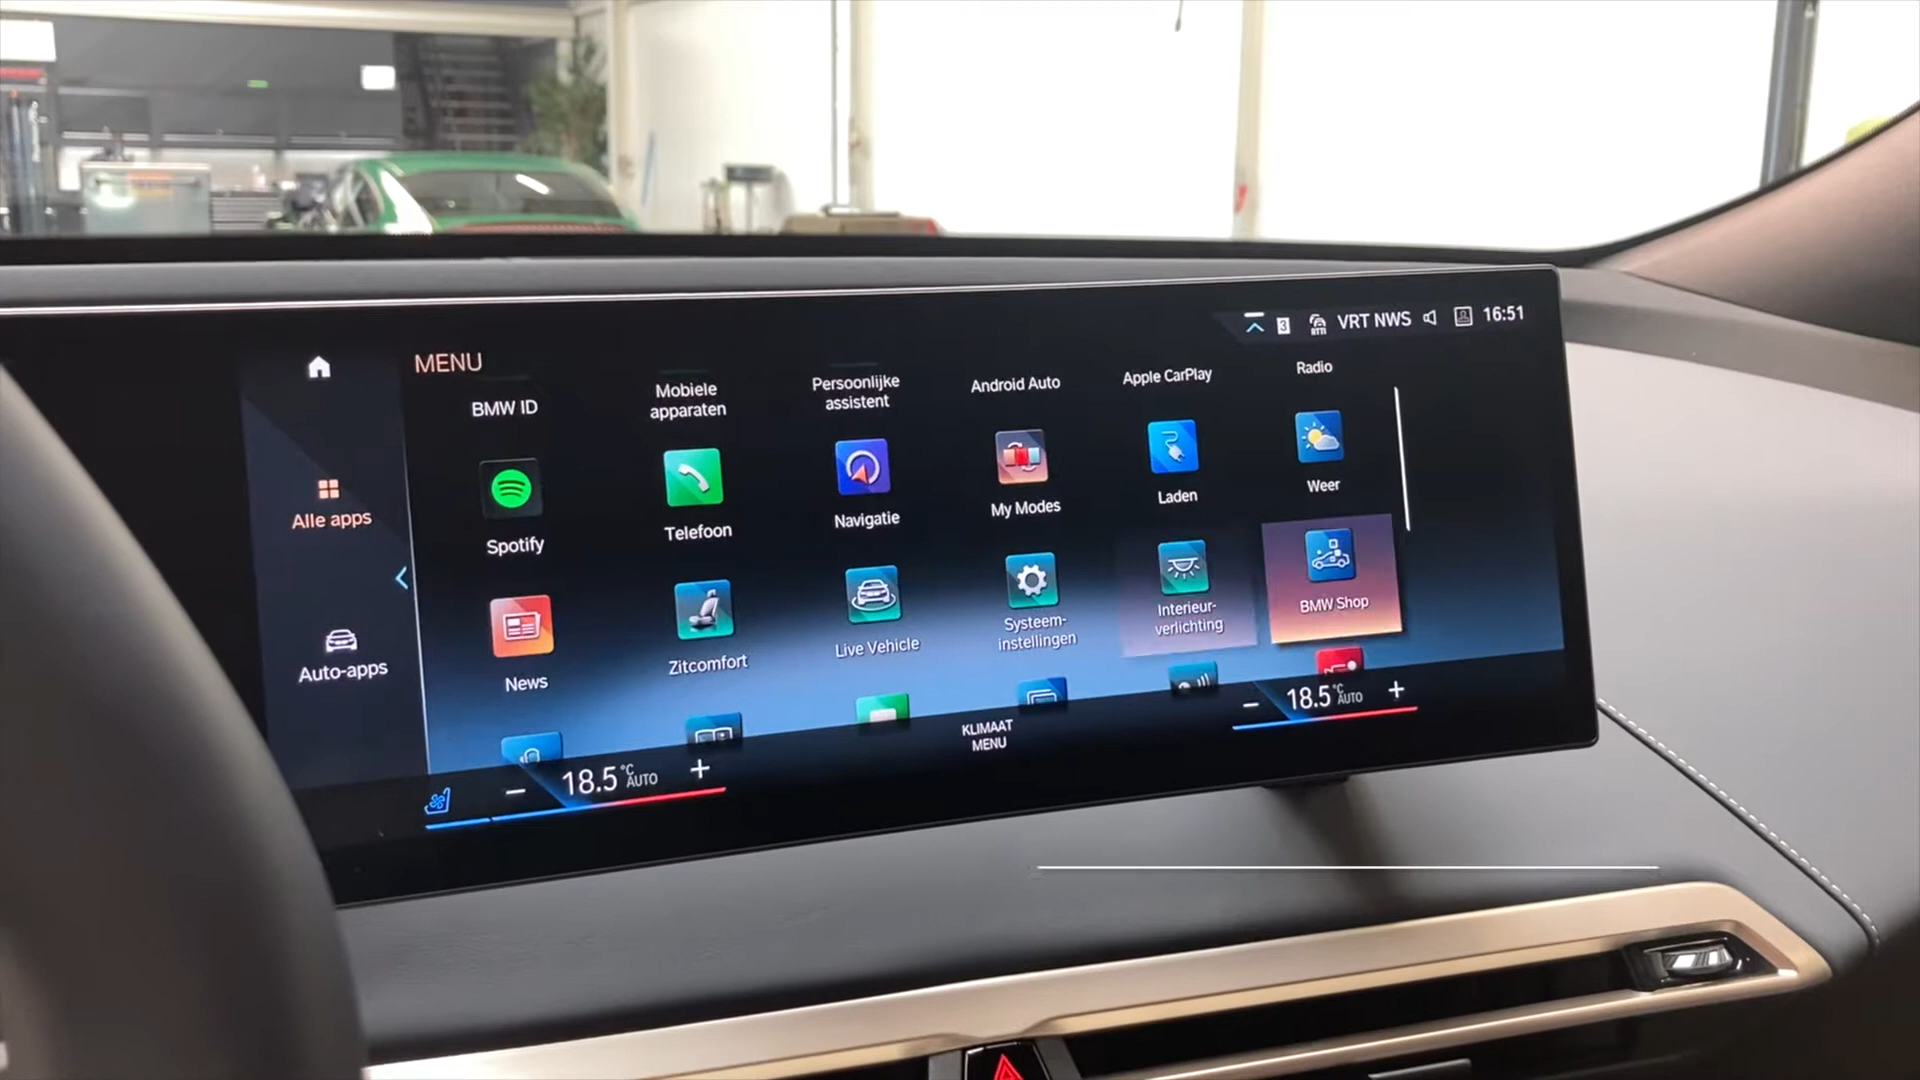 MENU
3
RTTI
VRT NWS
16:51
BMW ID
Mobiele
apparaten
Persoonlijke
assistent
Android Auto
Apple CarPlay
Radio
Alle apps
Spotify
Telefoon
Navigatie
My Modes
Laden
Weer
Auto-apps
News
Zitcomfort
Live Vehicle
Systeem-
instellingen
Interieur-
verlichting
BMW Shop
− 18.5 °C AUTO +
KLIMAAT
MENU
− 18.5 °C AUTO +